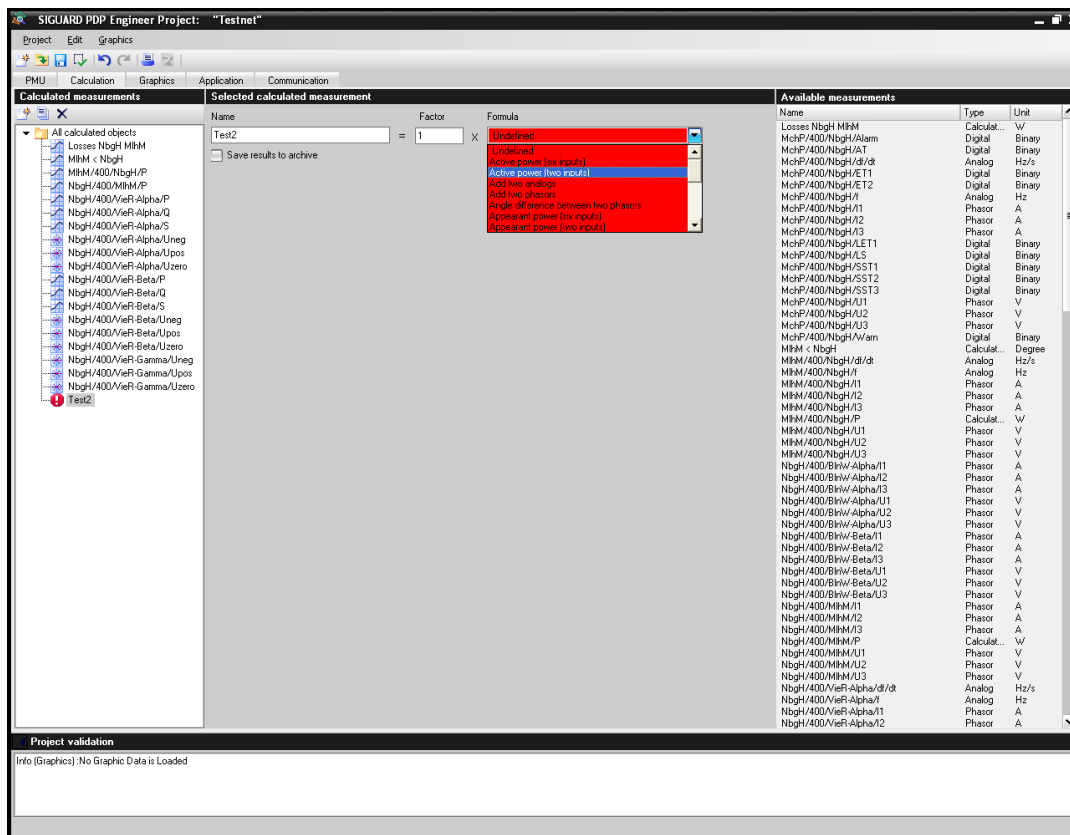 SIGUARD PDP Engineer Project: "Testnet"
Project Edit Graphics
PMU Calculation Graphics Application Communication
Calculated measurements
All calculated objects
Losses NbgH MlhM
MlhM < NbgH
MlhM/400/NbgH/P
NbgH/400/MlhM/P
NbgH/400/VieR-Alpha/P
NbgH/400/VieR-Alpha/Q
NbgH/400/VieR-Alpha/S
NbgH/400/VieR-Alpha/Uneg
NbgH/400/VieR-Alpha/Upos
NbgH/400/VieR-Alpha/Uzero
NbgH/400/VieR-Beta/P
NbgH/400/VieR-Beta/Q
NbgH/400/VieR-Beta/S
NbgH/400/VieR-Beta/Uneg
NbgH/400/VieR-Beta/Upos
NbgH/400/VieR-Beta/Uzero
NbgH/400/VieR-Gamma/Uneg
NbgH/400/VieR-Gamma/Upos
NbgH/400/VieR-Gamma/Uzero
Test2
Selected calculated measurement
Name Factor Formula
Test2 = 1 X Undefined
Save results to archive
Undefined
Active power (six inputs)
Active power (two inputs)
Add two analogs
Add two phasors
Angle difference between two phasors
Appearant power (six inputs)
Appearant power (two inputs)
Available measurements
Name Type Unit
Losses NbgH MlhM Calculat... W
MchP/400/NbgH/Alarm Digital Binary
MchP/400/NbgH/AT Digital Binary
MchP/400/NbgH/df/dt Analog Hz/s
MchP/400/NbgH/ET1 Digital Binary
MchP/400/NbgH/ET2 Digital Binary
MchP/400/NbgH/f Analog Hz
MchP/400/NbgH/I1 Phasor A
MchP/400/NbgH/I2 Phasor A
MchP/400/NbgH/I3 Phasor A
MchP/400/NbgH/LET1 Digital Binary
MchP/400/NbgH/LS Digital Binary
MchP/400/NbgH/SST1 Digital Binary
MchP/400/NbgH/SST2 Digital Binary
MchP/400/NbgH/SST3 Digital Binary
MchP/400/NbgH/U1 Phasor V
MchP/400/NbgH/U2 Phasor V
MchP/400/NbgH/U3 Phasor V
MchP/400/NbgH/Warn Digital Binary
MlhM < NbgH Calculat... Degree
MlhM/400/NbgH/df/dt Analog Hz/s
MlhM/400/NbgH/f Analog Hz
MlhM/400/NbgH/I1 Phasor A
MlhM/400/NbgH/I2 Phasor A
MlhM/400/NbgH/I3 Phasor A
MlhM/400/NbgH/P Calculat... W
MlhM/400/NbgH/U1 Phasor V
MlhM/400/NbgH/U2 Phasor V
MlhM/400/NbgH/U3 Phasor V
NbgH/400/BlnW-Alpha/I1 Phasor A
NbgH/400/BlnW-Alpha/I2 Phasor A
NbgH/400/BlnW-Alpha/I3 Phasor A
NbgH/400/BlnW-Alpha/U1 Phasor V
NbgH/400/BlnW-Alpha/U2 Phasor V
NbgH/400/BlnW-Alpha/U3 Phasor V
NbgH/400/BlnW-Beta/I1 Phasor A
NbgH/400/BlnW-Beta/I2 Phasor A
NbgH/400/BlnW-Beta/I3 Phasor A
NbgH/400/BlnW-Beta/U1 Phasor V
NbgH/400/BlnW-Beta/U2 Phasor V
NbgH/400/BlnW-Beta/U3 Phasor V
NbgH/400/MlhM/I1 Phasor A
NbgH/400/MlhM/I2 Phasor A
NbgH/400/MlhM/I3 Phasor A
NbgH/400/MlhM/P Calculat... W
NbgH/400/MlhM/U1 Phasor V
NbgH/400/MlhM/U2 Phasor V
NbgH/400/MlhM/U3 Phasor V
NbgH/400/VieR-Alpha/df/dt Analog Hz/s
NbgH/400/VieR-Alpha/f Analog Hz
NbgH/400/VieR-Alpha/I1 Phasor A
NbgH/400/VieR-Alpha/I2 Phasor A
Project validation
Info (Graphics) :No Graphic Data is Loaded